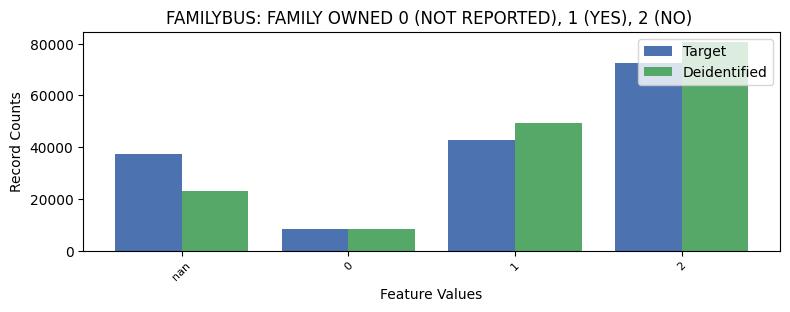 FAMILYBUS: FAMILY OWNED 0 (NOT REPORTED), 1 (YES), 2 (NO)
Target
Deidentified
Record Counts
80000
60000
40000
20000
0
nan
0
1
2
Feature Values